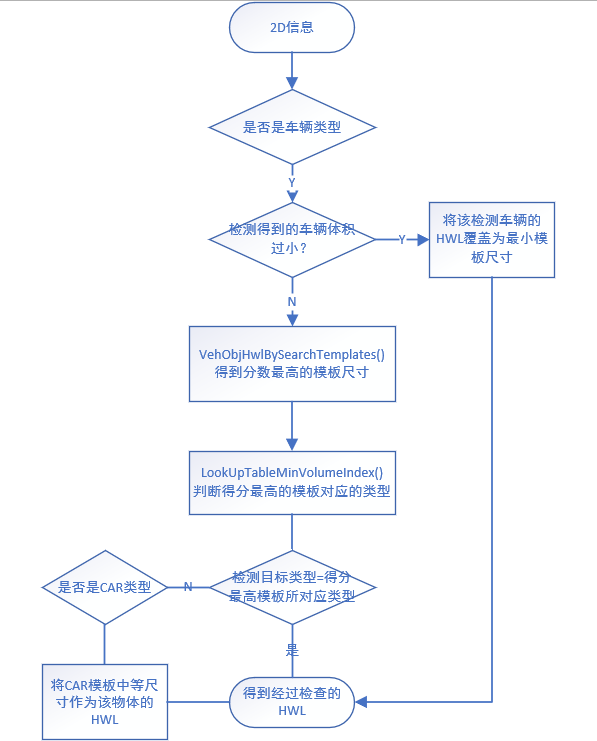 2D信息
是否是车辆类型
Y
检测得到的车辆体积
过小?
Y
将该检测车辆的
HWL覆盖为最小模
板尺寸
N
VehObjHwlBySearchTemplates()
得到分数最高的模板尺寸
LookUpTableMinVolumeIndex()
判断得分最高的模板对应的类型
是否是CAR类型
N
检测目标类型=得分
最高模板所对应类型
是
将CAR模板中等尺
寸作为该物体的
HWL
得到经过检查的
HWL